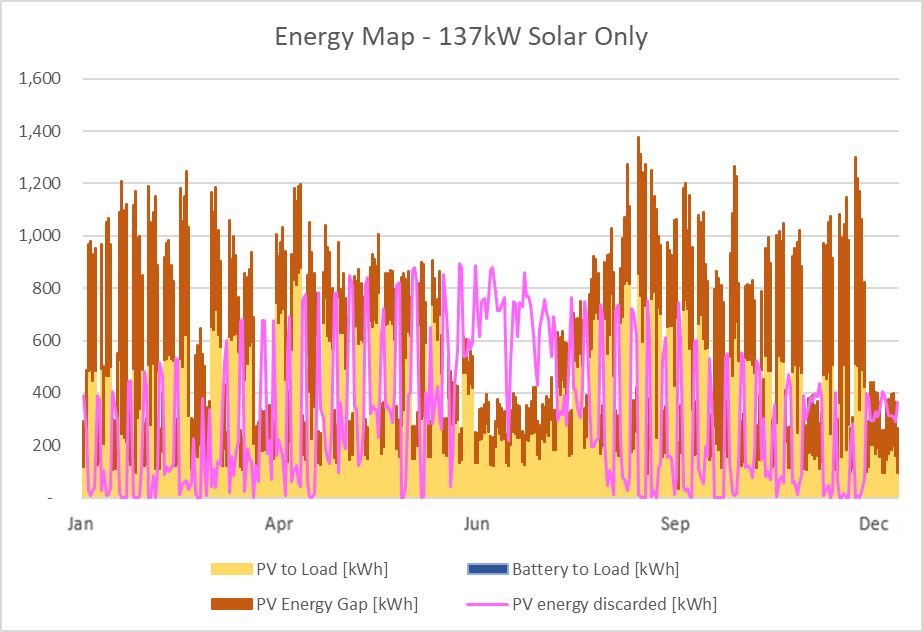 Energy Map - 137kW Solar Only
1,600
1,400
1,200
1,000
800
600
400
200
-
Jan Apr Jun Sep Dec
PV to Load [kWh] Battery to Load [kWh]
PV Energy Gap [kWh] PV energy discarded [kWh]